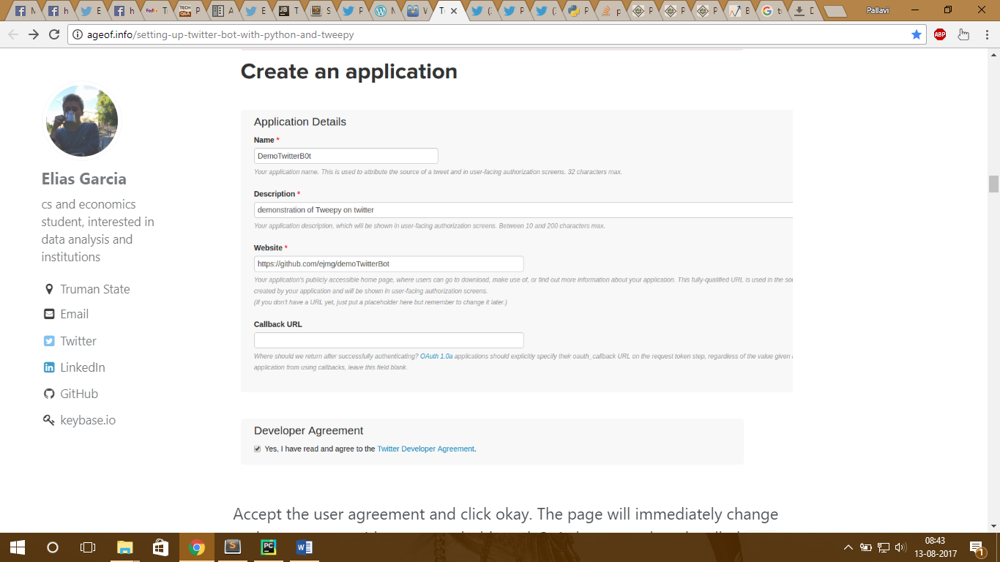 Pallavi
ageof.info/setting-up-twitter-bot-with-python-and-tweepy
Create an application
Elias Garcia
cs and economics
student, interested in
data analysis and
institutions
Truman State
Email
Twitter
LinkedIn
GitHub
keybase.io
Application Details
Name *
DemoTwitterB0t
Your application name. This is used to attribute the source of a tweet and in user-facing authorization screens. 32 characters max.
Description *
demonstration of Tweepy on twitter
Your application description, which will be shown in user-facing authorization screens. Between 10 and 200 characters max.
Website *
https://github.com/ejmg/demoTwitterBot
Your application's publicly accessible home page, where users can go to download, make use of, or find out more information about your application. This fully-qualified URL is used in the
created by your application and will be shown in user-facing authorization screens.
(If you don't have a URL yet, just put a placeholder here but remember to change it later.)
Callback URL
Where should we return after successfully authenticating? OAuth 1.0a applications should explicitly specify their oauth_callback URL on the request token step, regardless of the value given
application from using callbacks, leave this field blank.
Developer Agreement
Yes, I have read and agree to the Twitter Developer Agreement.
Accept the user agreement and click okay. The page will immediately change
08:43
13-08-2017